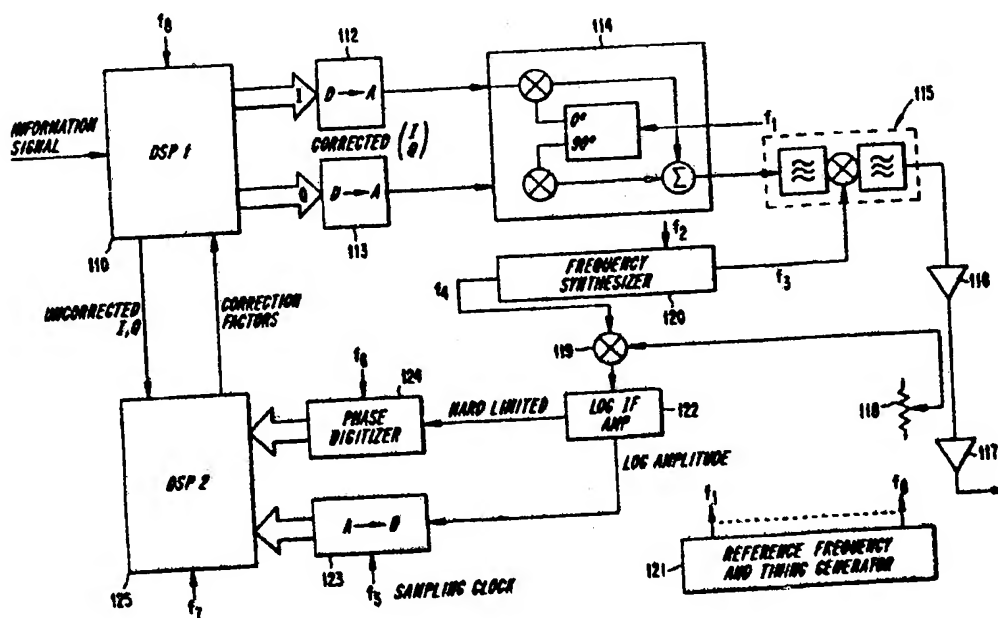 f8
112
114
INFORMATION
SIGNAL
DSP 1
I
D → A
CORRECTED (I
Q)
0°
90°
f1
115
Q
D → A
Σ
110
113
f2
FREQUENCY
SYNTHESIZER
f3
120
f4
116
UNCORRECTED
I, Q
CORRECTION
FACTORS
119
f6
124
PHASE
DIGITIZER
HARD LIMITED
LOG IF
AMP
122
118
LOG AMPLITUDE
117
DSP 2
A → D
f1
f8
REFERENCE FREQUENCY
AND TIMING GENERATOR
121
125
123
f7
f5
SAMPLING CLOCK